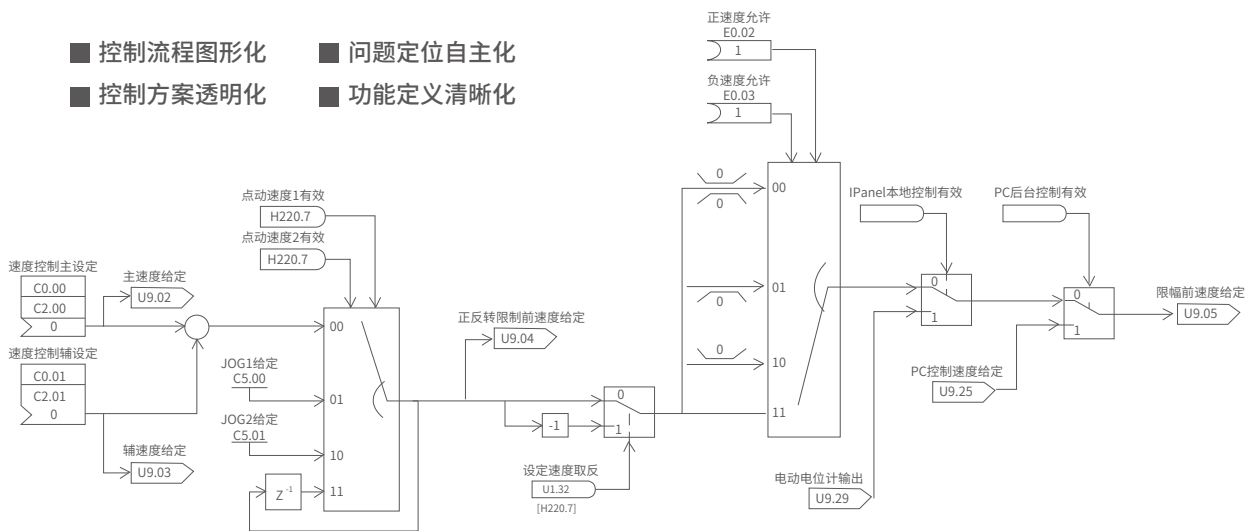 控制流程图形化
问题定位自主化
控制方案透明化
功能定义清晰化
正速度允许
E0.02
1
负速度允许
E0.03
1
点动速度1有效
H220.7
点动速度2有效
H220.7
速度控制主设定
C0.00
C2.00
0
主速度给定
U9.02
速度控制辅设定
C0.01
C2.01
0
辅速度给定
U9.03
JOG1给定
C5.00
JOG2给定
C5.01
00
01
10
11
Z⁻¹
正反转限制前速度给定
U9.04
-1
0
1
设定速度取反
U1.32
[H220.7]
0
0
0
0
00
01
10
11
IPanel本地控制有效
0
1
电动电位计输出
U9.29
PC后台控制有效
0
1
PC控制速度给定
U9.25
限幅前速度给定
U9.05